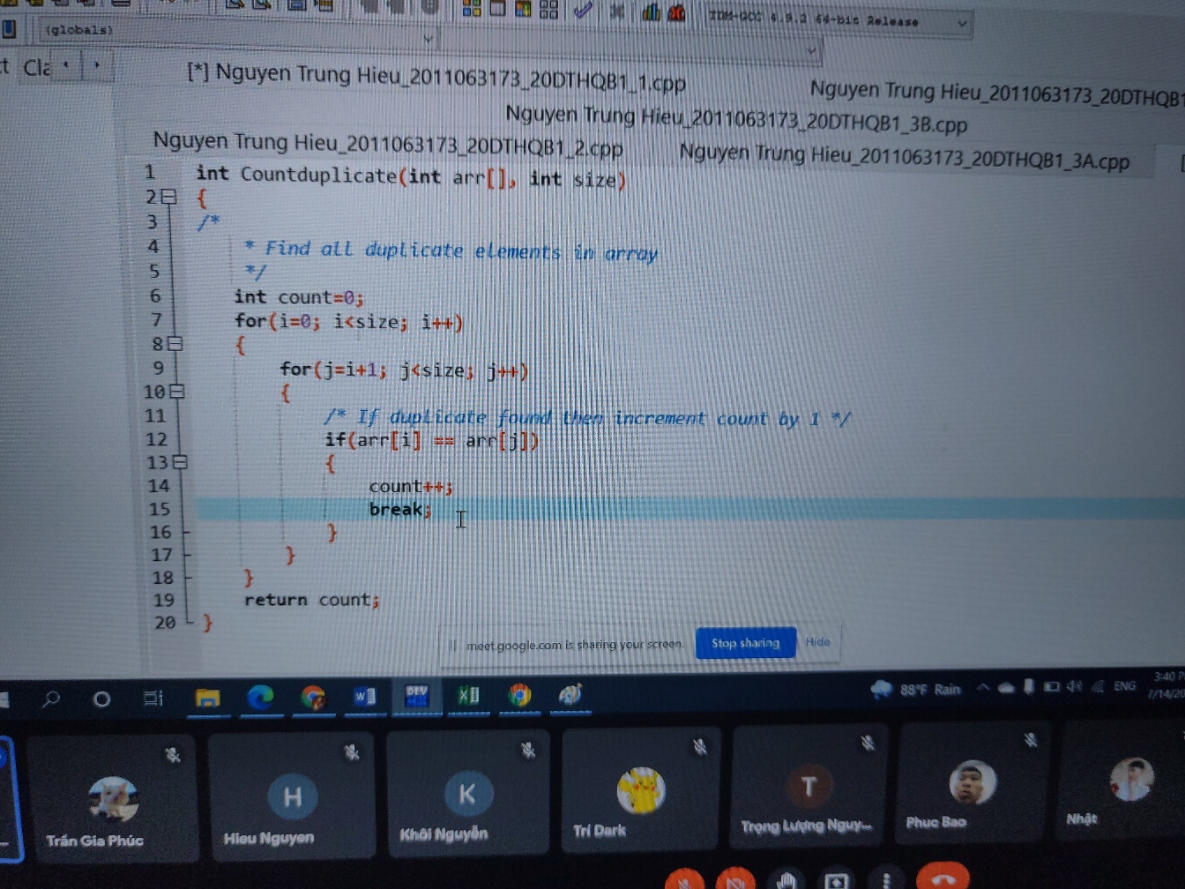 TDM-GCC 4.9.2 64-bit Release
(globals)
t Cla
[*] Nguyen Trung Hieu_2011063173_20DTHQB1_1.cpp
Nguyen Trung Hieu_2011063173_20DTHQB1
Nguyen Trung Hieu_2011063173_20DTHQB1_3B.cpp
Nguyen Trung Hieu_2011063173_20DTHQB1_2.cpp
Nguyen Trung Hieu_2011063173_20DTHQB1_3A.cpp
1 int Countduplicate(int arr[], int size)
2 {
3 /*
4 * Find all duplicate elements in array
5 */
6 int count=0;
7 for(i=0; i<size; i++)
8 {
9 for(j=i+1; j<size; j++)
10 {
11 /* If duplicate found then increment count by 1 */
12 if(arr[i] == arr[j])
13 {
14 count++;
15 break;
16 }
17 }
18 }
19 return count;
20 }
meet.google.com is sharing your screen.
Stop sharing
Hide
DEV
88°F Rain
ENG
3:40 P
7/14/20
Trần Gia Phúc
H
Hieu Nguyen
K
Khôi Nguyễn
Trí Dark
T
Trọng Lượng Nguy...
Phuc Bao
Nhật